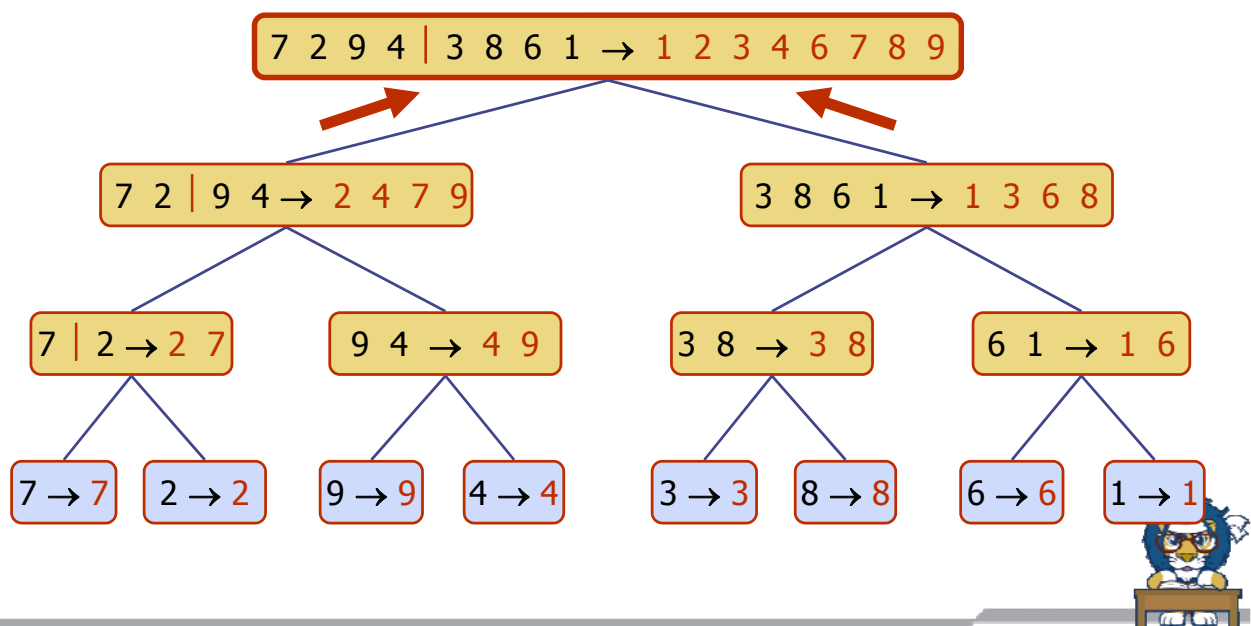 7 2 9 4 | 3 8 6 1 → 1 2 3 4 6 7 8 9
7 2 | 9 4 → 2 4 7 9
3 8 6 1 → 1 3 6 8
7 | 2 → 2 7
9 4 → 4 9
3 8 → 3 8
6 1 → 1 6
7 → 7
2 → 2
9 → 9
4 → 4
3 → 3
8 → 8
6 → 6
1 → 1